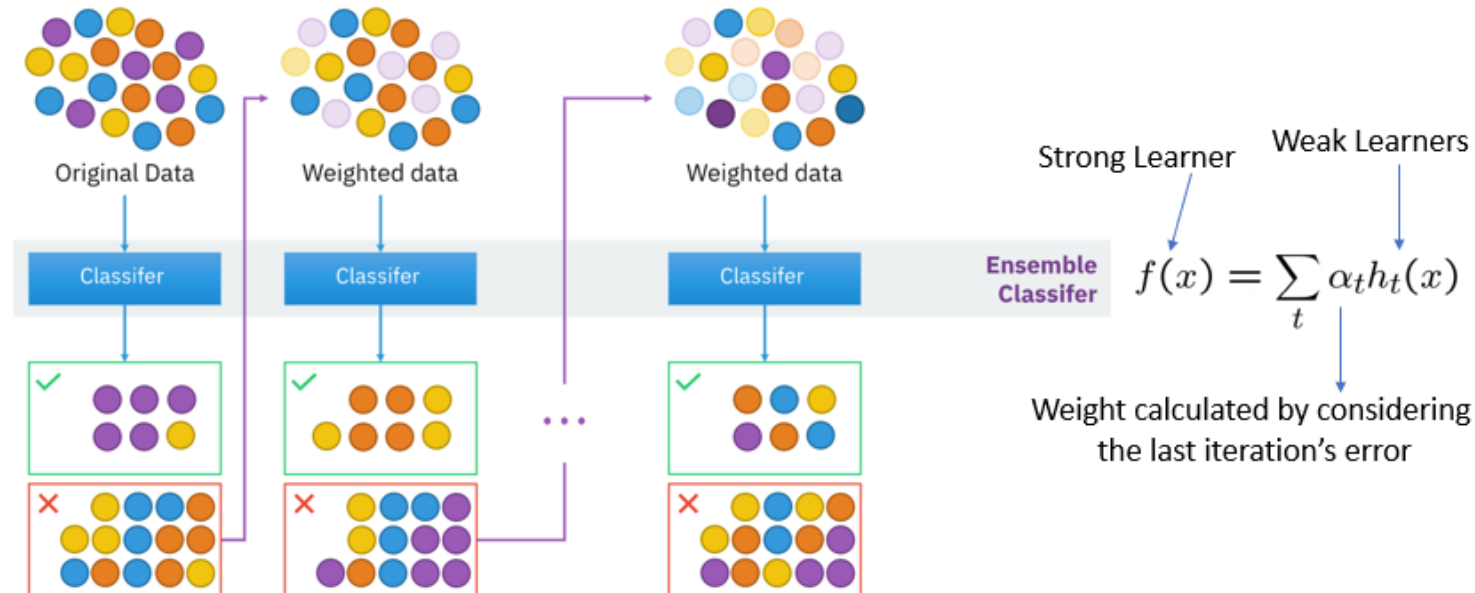 Original Data
Weighted data
Weighted data
Strong Learner
Weak Learners
Classifer
Classifer
Classifer
Ensemble
Classifer
f(x) = ∑ₜ αₜhₜ(x)
...
Weight calculated by considering
the last iteration’s error